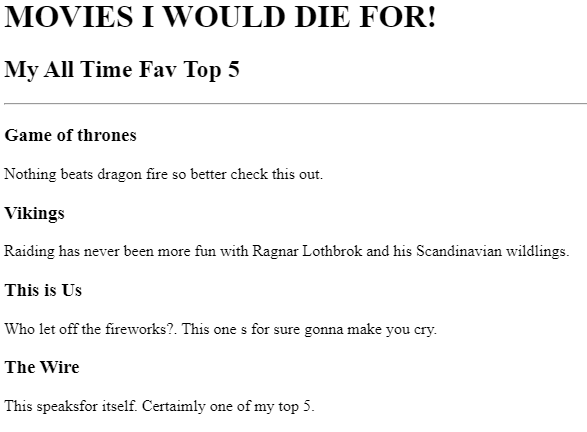 MOVIES I WOULD DIE FOR!
My All Time Fav Top 5
Game of thrones
Nothing beats dragon fire so better check this out.
Vikings
Raiding has never been more fun with Ragnar Lothbrok and his Scandinavian wildlings.
This is Us
Who let off the fireworks?. This one s for sure gonna make you cry.
The Wire
This speaksfor itself. Certaimly one of my top 5.